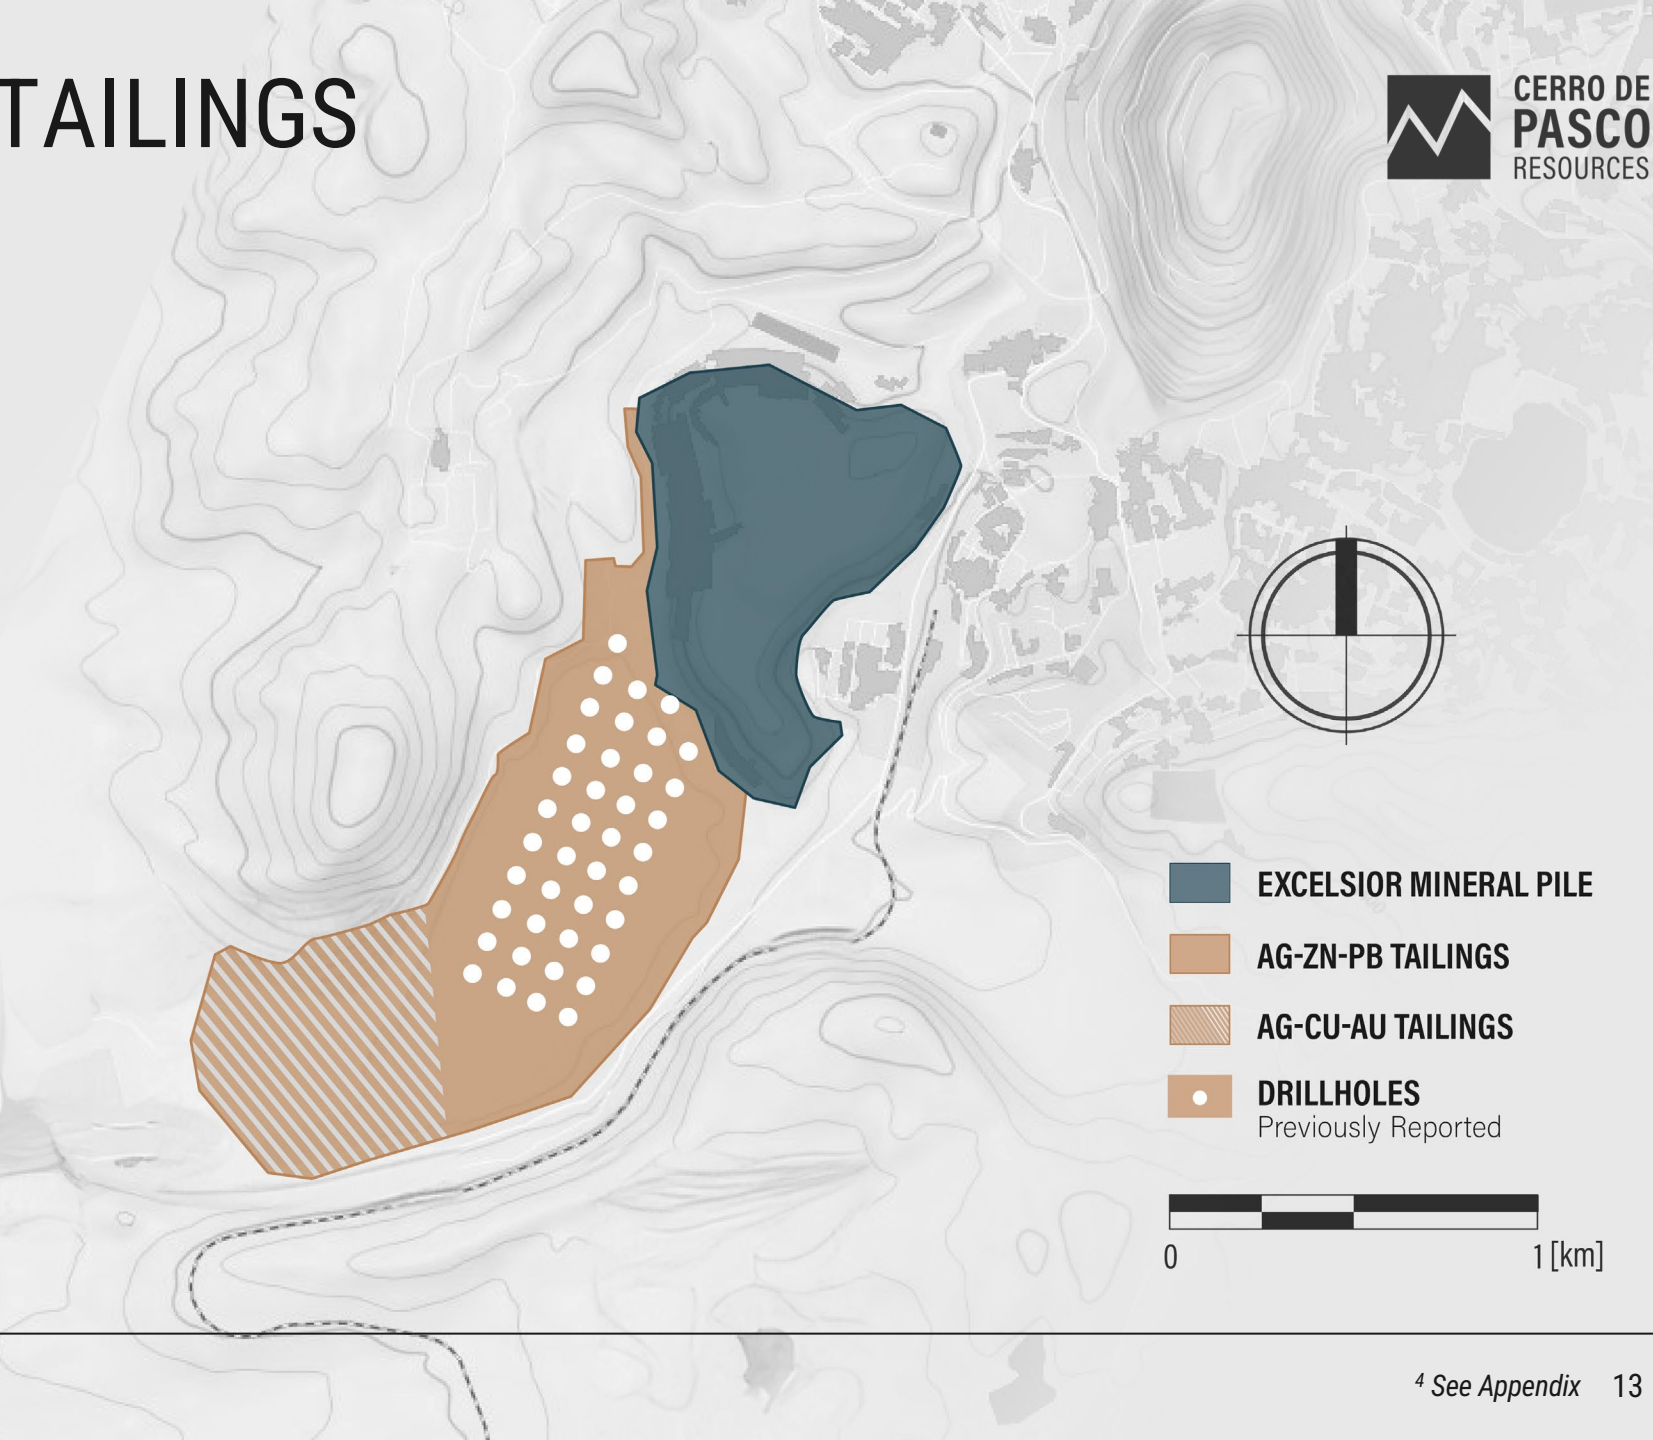 TAILINGS
CERRO DE
PASCO
RESOURCES
EXCELSIOR MINERAL PILE
AG-ZN-PB TAILINGS
AG-CU-AU TAILINGS
DRILLHOLES
Previously Reported
0 1 [km]
4 See Appendix 13